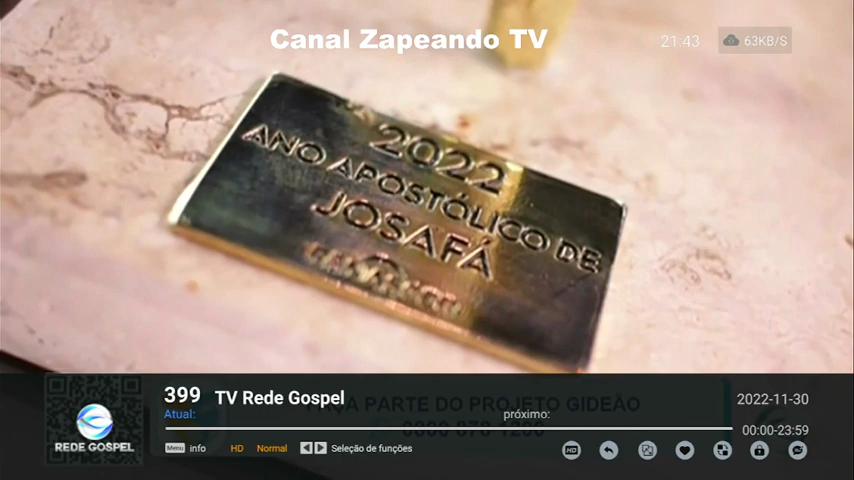 Canal Zapeando TV
21:43
63KB/S
2022
ANO APOSTÓLICO DE
JOSAFÁ
399 TV Rede Gospel
2022-11-30
PARTE DO PROJETO GIDEÃO
Atual:
próximo:
00:00-23:59
REDE GOSPEL
Menu info HD Normal Seleção de funções
HD